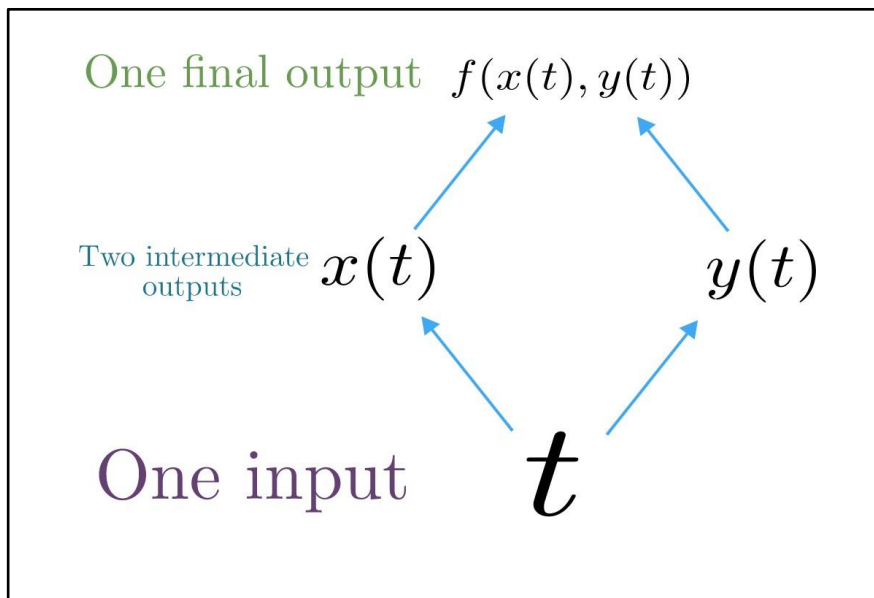 One final output f(x(t), y(t))
Two intermediate
outputs
x(t) y(t)
One input t